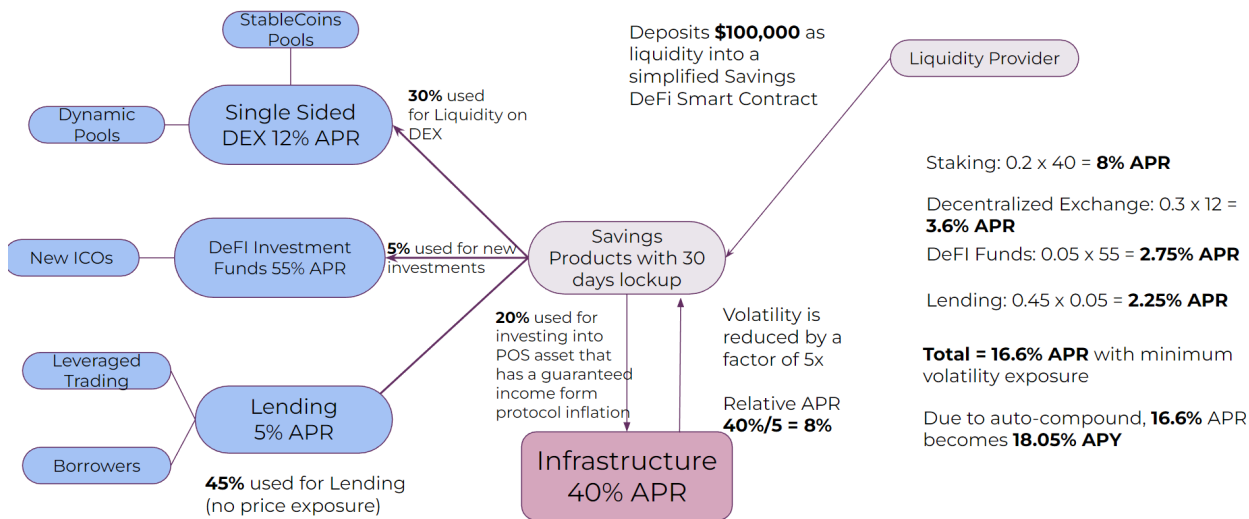 StableCoins
Pools
Dynamic
Pools
Single Sided
DEX 12% APR
30% used
for Liquidity on
DEX
Deposits $100,000 as
liquidity into a
simplified Savings
DeFi Smart Contract
Liquidity Provider
New ICOs
DeFI Investment
Funds 55% APR
5% used for new
investments
Savings
Products with 30
days lockup
Staking: 0.2 x 40 = 8% APR
Decentralized Exchange: 0.3 x 12 =
3.6% APR
DeFi Funds: 0.05 x 55 = 2.75% APR
Lending: 0.45 x 0.05 = 2.25% APR
Total = 16.6% APR with minimum
volatility exposure
Due to auto-compound, 16.6% APR
becomes 18.05% APY
20% used for
investing into
POS asset that
has a guaranteed
income form
protocol inflation
Volatility is
reduced by a
factor of 5x
Relative APR
40%/5 = 8%
Leveraged
Trading
Borrowers
Lending
5% APR
45% used for Lending
(no price exposure)
Infrastructure
40% APR